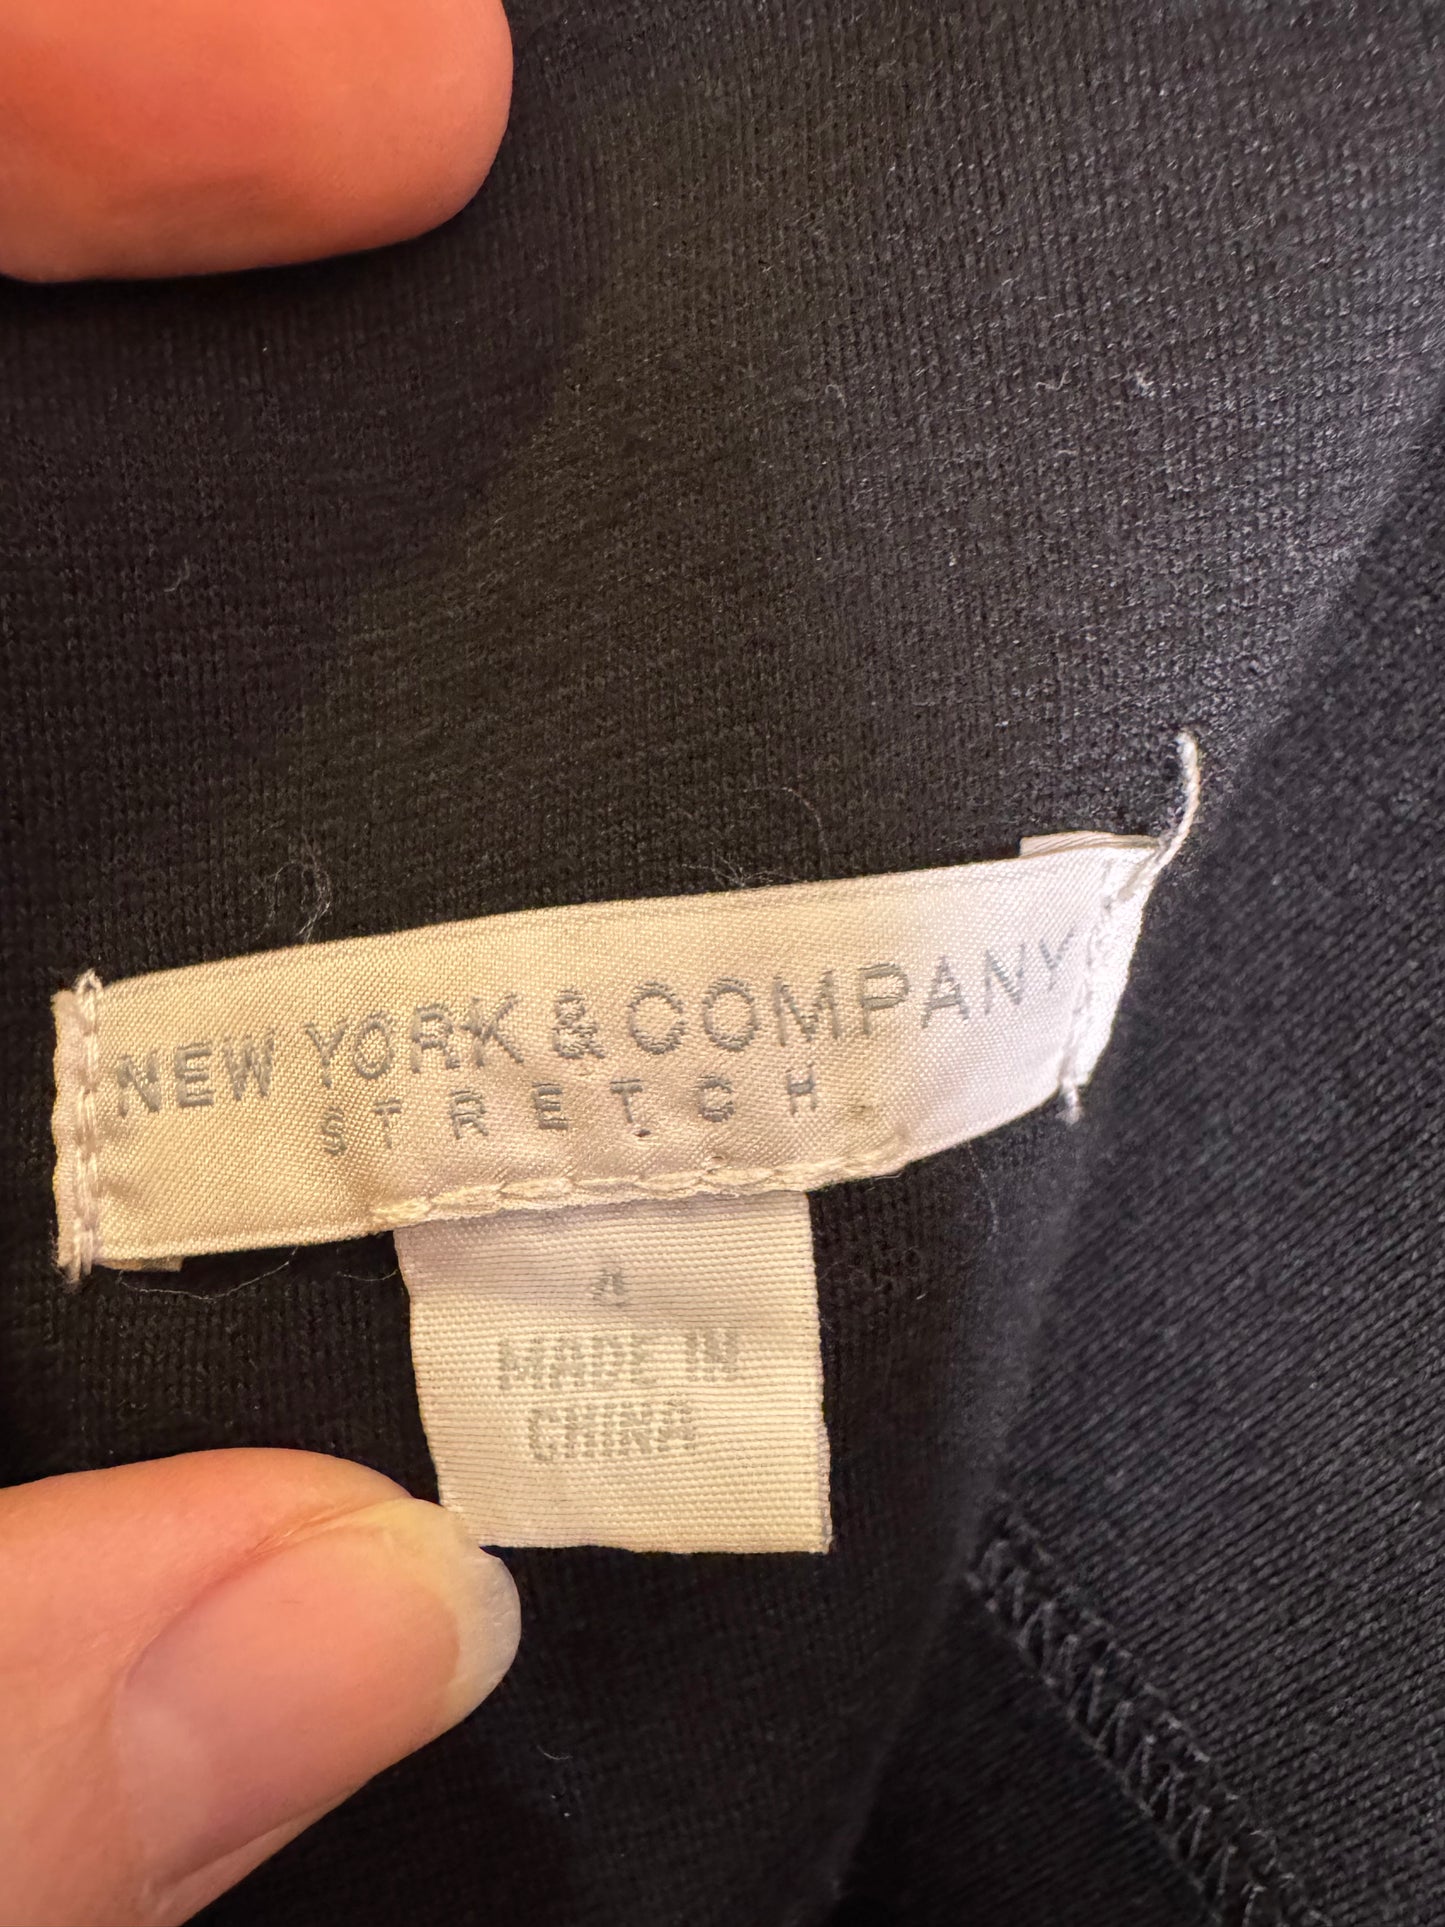 NEW YORK & COMPANY
STRETCH
4
MADE IN
CHINA